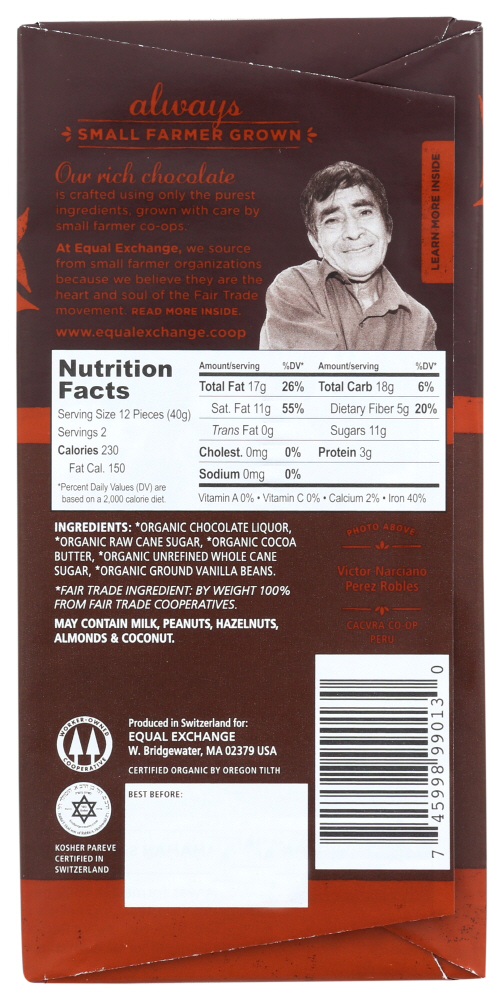 always
SMALL FARMER GROWN
Our rich chocolate
is crafted using only the purest
ingredients, grown with care by
small farmer co-ops.
At Equal Exchange, we source
from small farmer organizations
because we believe they are the
heart and soul of the Fair Trade
movement. READ MORE INSIDE.
www.equalexchange.coop
LEARN MORE INSIDE
Nutrition
Facts
Serving Size 12 Pieces (40g)
Servings 2
Calories 230
Fat Cal. 150
*Percent Daily Values (DV) are
based on a 2,000 calorie diet.
Amount/serving %DV* Amount/serving %DV*
Total Fat 17g 26% Total Carb 18g 6%
Sat. Fat 11g 55% Dietary Fiber 5g 20%
Trans Fat 0g Sugars 11g
Cholest. 0mg 0% Protein 3g
Sodium 0mg 0%
Vitamin A 0% • Vitamin C 0% • Calcium 2% • Iron 40%
INGREDIENTS: *ORGANIC CHOCOLATE LIQUOR,
*ORGANIC RAW CANE SUGAR, *ORGANIC COCOA
BUTTER, *ORGANIC UNREFINED WHOLE CANE
SUGAR, *ORGANIC GROUND VANILLA BEANS.
*FAIR TRADE INGREDIENT: BY WEIGHT 100%
FROM FAIR TRADE COOPERATIVES.
MAY CONTAIN MILK, PEANUTS, HAZELNUTS,
ALMONDS & COCONUT.
PHOTO ABOVE
Victor Narciano
Perez Robles
CACVRA CO-OP
PERU
WORKER-OWNED
COOPERATIVE
Produced in Switzerland for:
EQUAL EXCHANGE
W. Bridgewater, MA 02379 USA
CERTIFIED ORGANIC BY OREGON TILTH
BEST BEFORE:
KOSHER PAREVE
CERTIFIED IN
SWITZERLAND
7 45998 99013 0